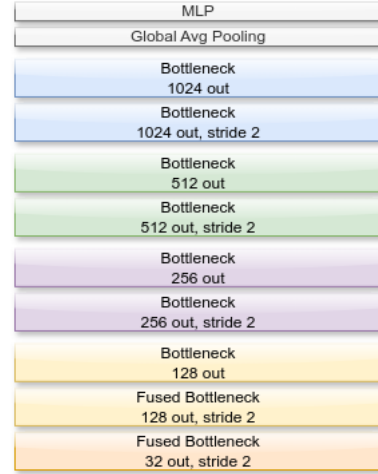 MLP
Global Avg Pooling
Bottleneck
1024 out
Bottleneck
1024 out, stride 2
Bottleneck
512 out
Bottleneck
512 out, stride 2
Bottleneck
256 out
Bottleneck
256 out, stride 2
Bottleneck
128 out
Fused Bottleneck
128 out, stride 2
Fused Bottleneck
32 out, stride 2